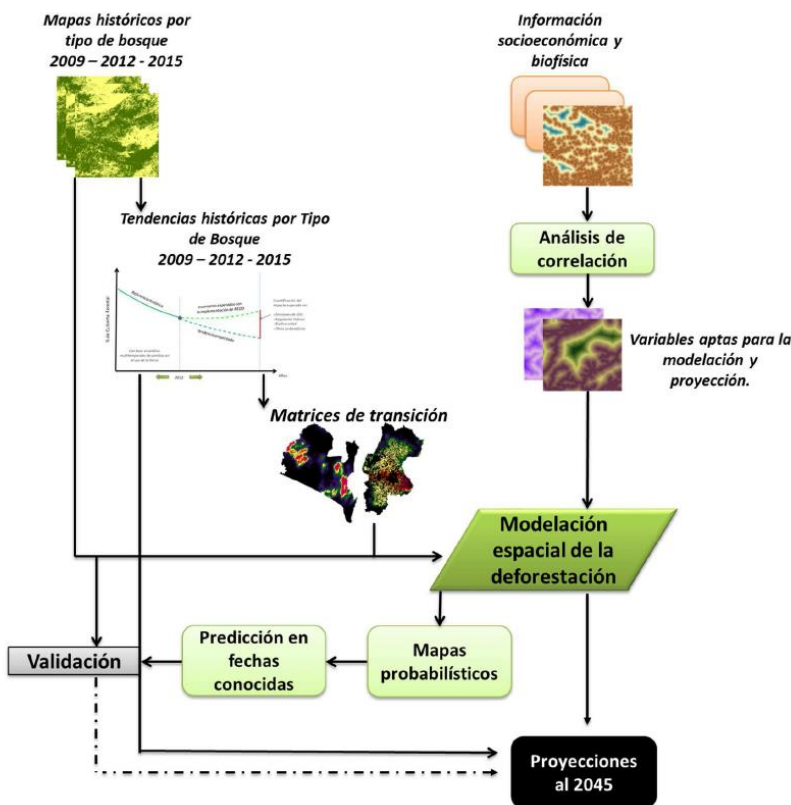 Mapas históricos por
tipo de bosque
2009 – 2012 - 2015
Información
socioeconómica y
biofísica
Tendencias históricas por Tipo
de Bosque
2009 – 2012 - 2015
Análisis de
correlación
Variables aptas para la
modelación y
proyección.
Años
Matrices de transición
Modelación
espacial de la
deforestación
Validación
Predicción en
fechas
conocidas
Mapas
probabilísticos
Proyecciones
al 2045